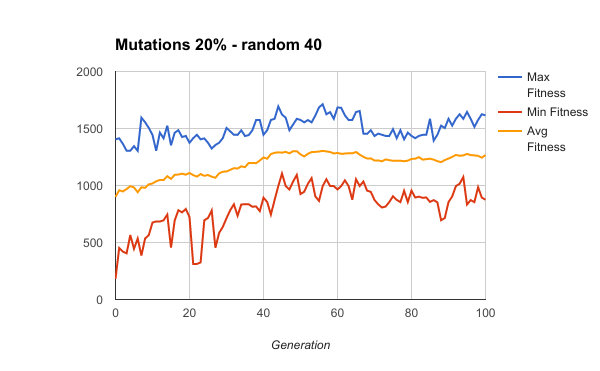 Mutations 20% - random 40
2000
1500
1000
500
0
0 20 40 60 80 100
Generation
Max
Fitness
Min Fitness
Avg
Fitness